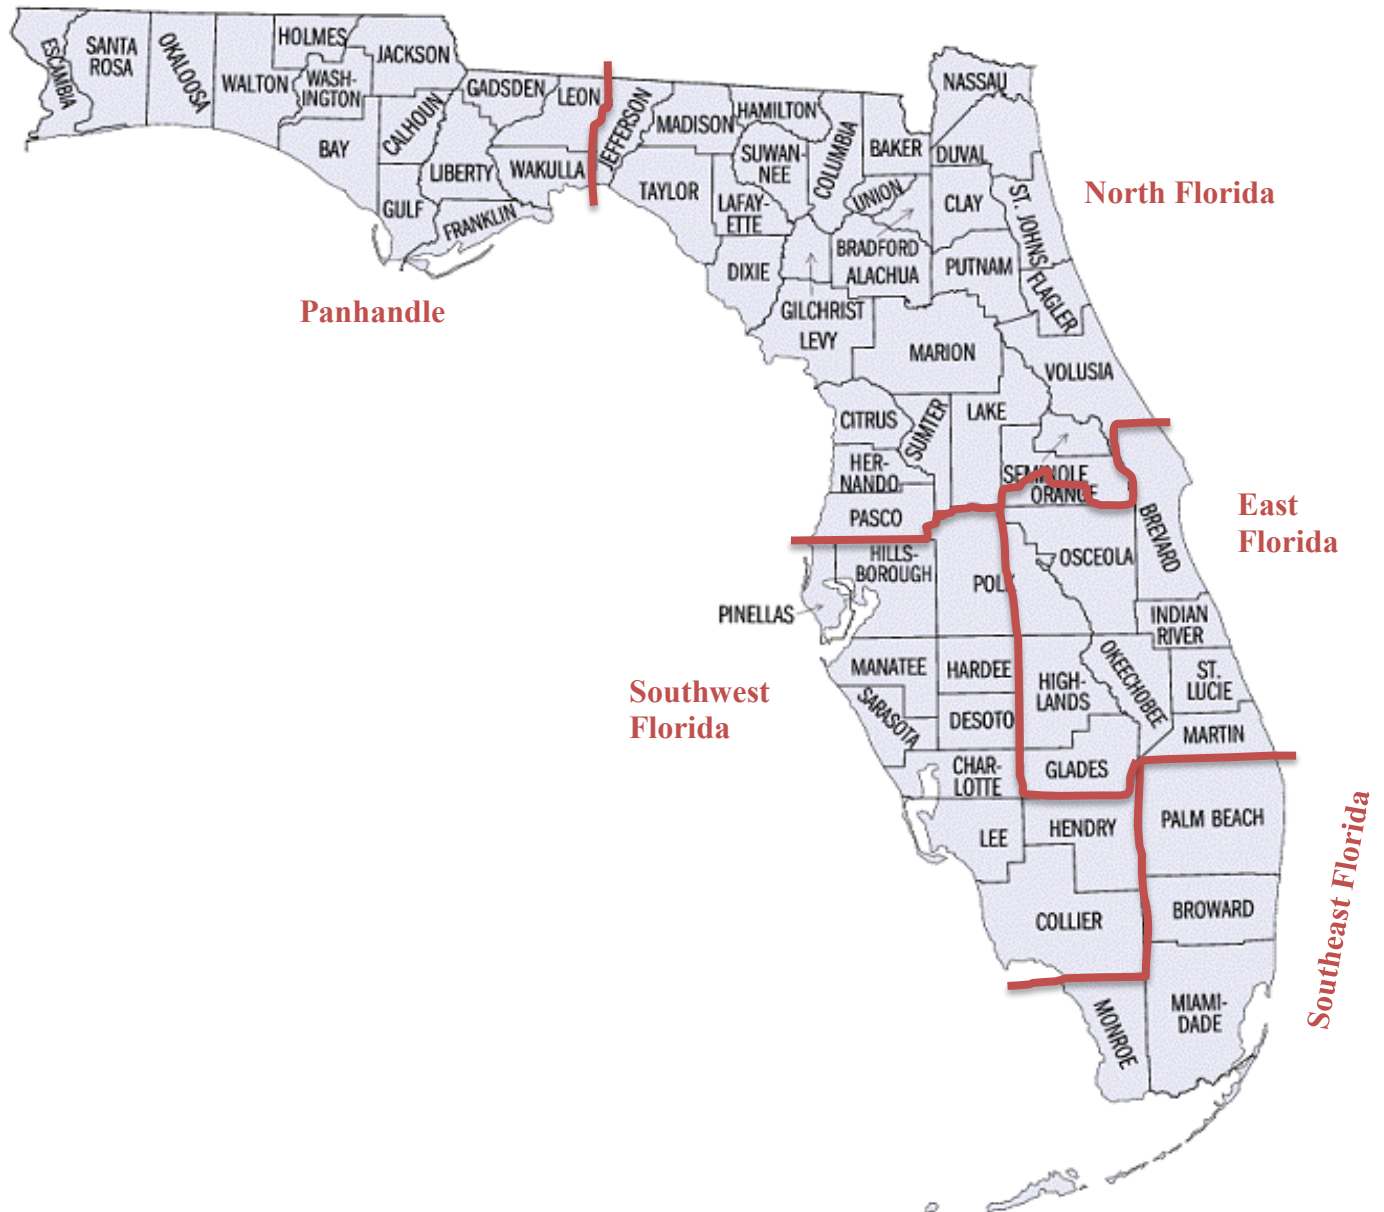 ESCAMBIA
SANTA
ROSA
OKALOOSA
WALTON
HOLMES
WASH-
INGTON
JACKSON
BAY
CALHOUN
GULF
LIBERTY
GADSDEN
FRANKLIN
LEON
WAKULLA
JEFFERSON
MADISON
TAYLOR
HAMILTON
SUWAN-
NEE
LAFAY-
ETTE
DIXIE
COLUMBIA
BAKER
UNION
NASSAU
DUVAL
CLAY
ST. JOHNS
BRADFORD
ALACHUA
PUTNAM
FLAGLER
GILCHRIST
LEVY
MARION
VOLUSIA
North Florida
Panhandle
CITRUS
SUMTER
LAKE
HER-
NANDO
SEMINOLE
ORANGE
PASCO
BREVARD
East
Florida
HILLS-
BOROUGH
POLK
OSCEOLA
PINELLAS
INDIAN
RIVER
MANATEE
HARDEE
HIGH-
LANDS
OKEECHOBEE
ST.
LUCIE
Southwest
Florida
SARASOTA
DESOTO
MARTIN
CHAR-
LOTTE
GLADES
LEE
HENDRY
PALM BEACH
Southeast Florida
COLLIER
BROWARD
MONROE
MIAMI-
DADE